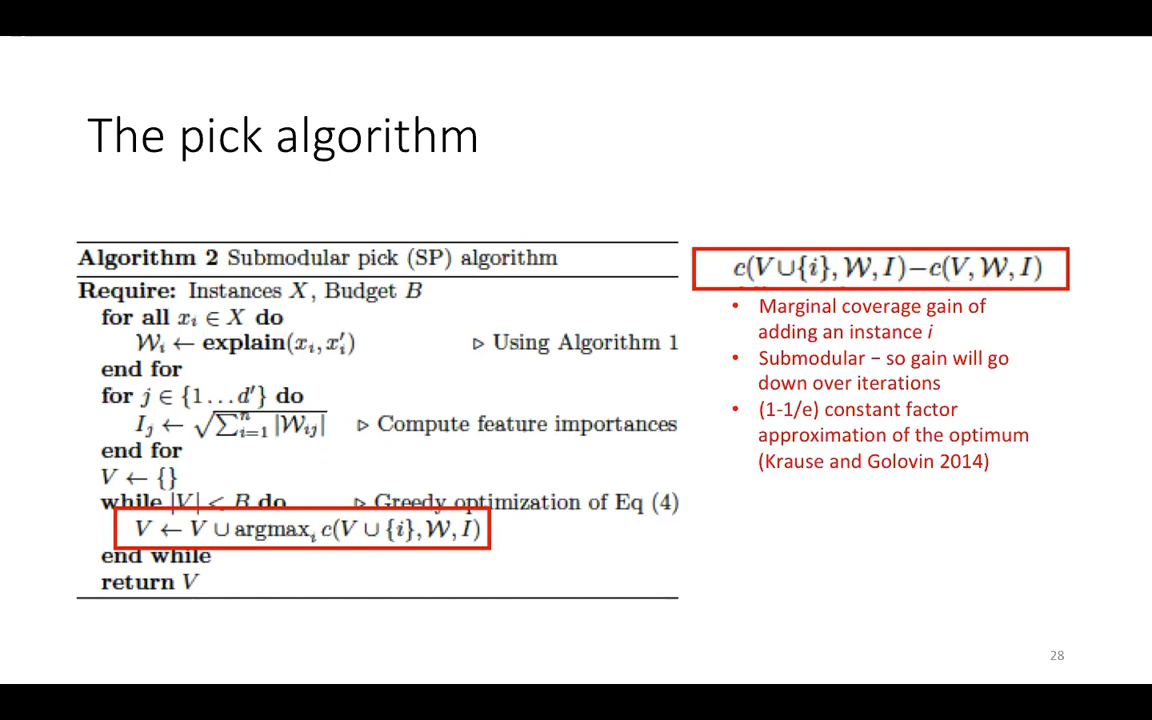 The pick algorithm
Algorithm 2 Submodular pick (SP) algorithm
Require: Instances X, Budget B
for all xᵢ ∈ X do
𝒲ᵢ ← explain(xᵢ, xᵢ′) ▷ Using Algorithm 1
end for
for j ∈ {1…d′} do
Iⱼ ← √∑ⁿᵢ₌₁ |𝒲ᵢⱼ| ▷ Compute feature importances
end for
V ← {}
while |V| < B do ▷ Greedy optimization of Eq (4)
V ← V ∪ argmaxᵢ c(V ∪ {i}, 𝒲, I)
end while
return V
c(V∪{i}, 𝒲, I)−c(V, 𝒲, I)
• Marginal coverage gain of
adding an instance i
• Submodular – so gain will go
down over iterations
• (1-1/e) constant factor
approximation of the optimum
(Krause and Golovin 2014)
28